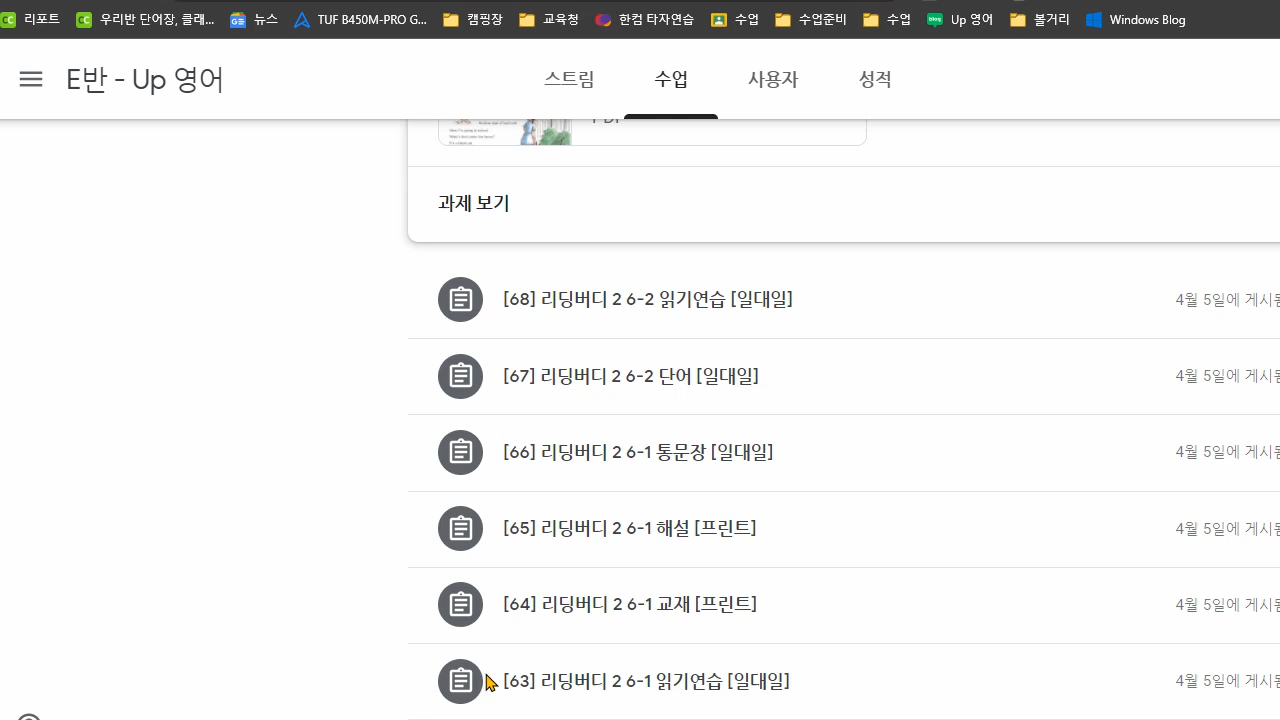 리포트 우리반 단어장, 클래... 뉴스 TUF B450M-PRO G... 캠핑장 교육청 한컴 타자연습 수업 수업준비 수업 Up 영어 볼거리 Windows Blog
E반 - Up 영어 스트림 수업 사용자 성적
과제 보기
[68] 리딩버디 2 6-2 읽기연습 [일대일] 4월 5일에 게시됨
[67] 리딩버디 2 6-2 단어 [일대일] 4월 5일에 게시됨
[66] 리딩버디 2 6-1 통문장 [일대일] 4월 5일에 게시됨
[65] 리딩버디 2 6-1 해설 [프린트] 4월 5일에 게시됨
[64] 리딩버디 2 6-1 교재 [프린트] 4월 5일에 게시됨
[63] 리딩버디 2 6-1 읽기연습 [일대일] 4월 5일에 게시됨